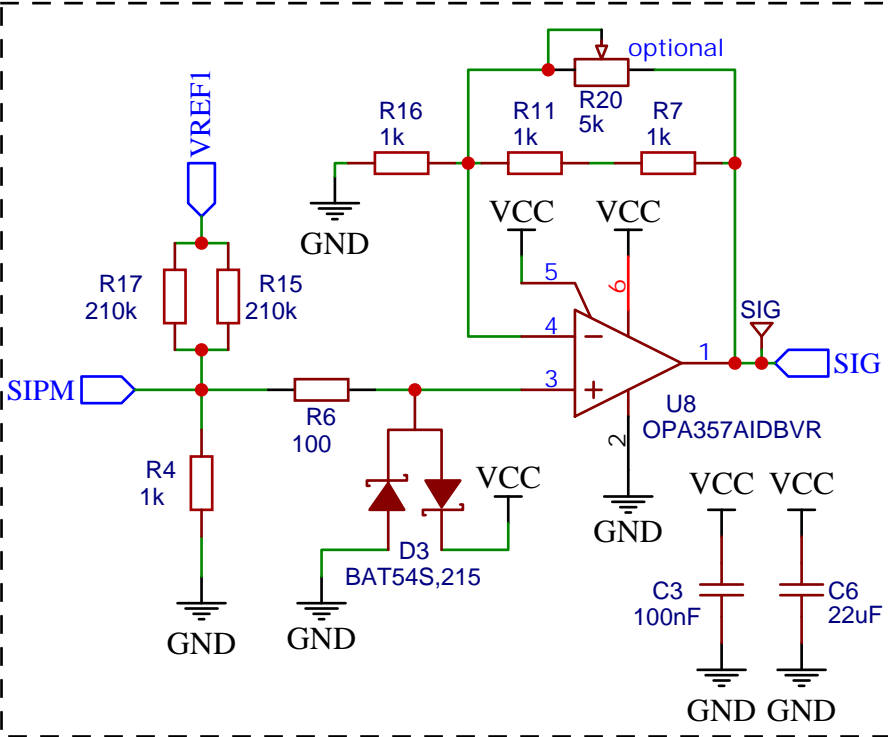 optional
R20
5k
R16
1k
R11
1k
R7
1k
VREF1
GND
VCC
VCC
R17
210k
R15
210k
5
6
4
3
1
2
SIG
SIG
SIPM
R6
100
U8
OPA357AIDBVR
R4
1k
VCC
D3
BAT54S,215
GND
GND
GND
VCC
VCC
C3
100nF
C6
22uF
GND
GND